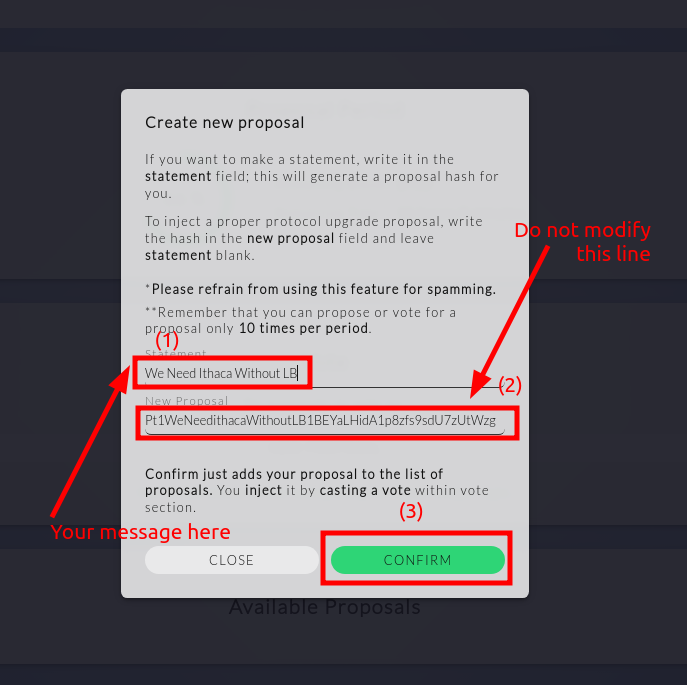 Create new proposal
If you want to make a statement, write it in the
statement field; this will generate a proposal hash for
you.
To inject a proper protocol upgrade proposal, write
the hash in the new proposal field and leave
statement blank.
Do not modify
this line
*Please refrain from using this feature for spamming.
**Remember that you can propose or vote for a
proposal only 10 times per period.
(1)
Statement
We Need Ithaca Without LB
(2)
New Proposal
Pt1WeNeedithacaWithoutLB1BEYaLHidA1p8zfs9sdU7zUtWzg
Confirm just adds your proposal to the list of
proposals. You inject it by casting a vote within vote
section.
(3)
Your message here
CLOSE
CONFIRM
Available Proposals